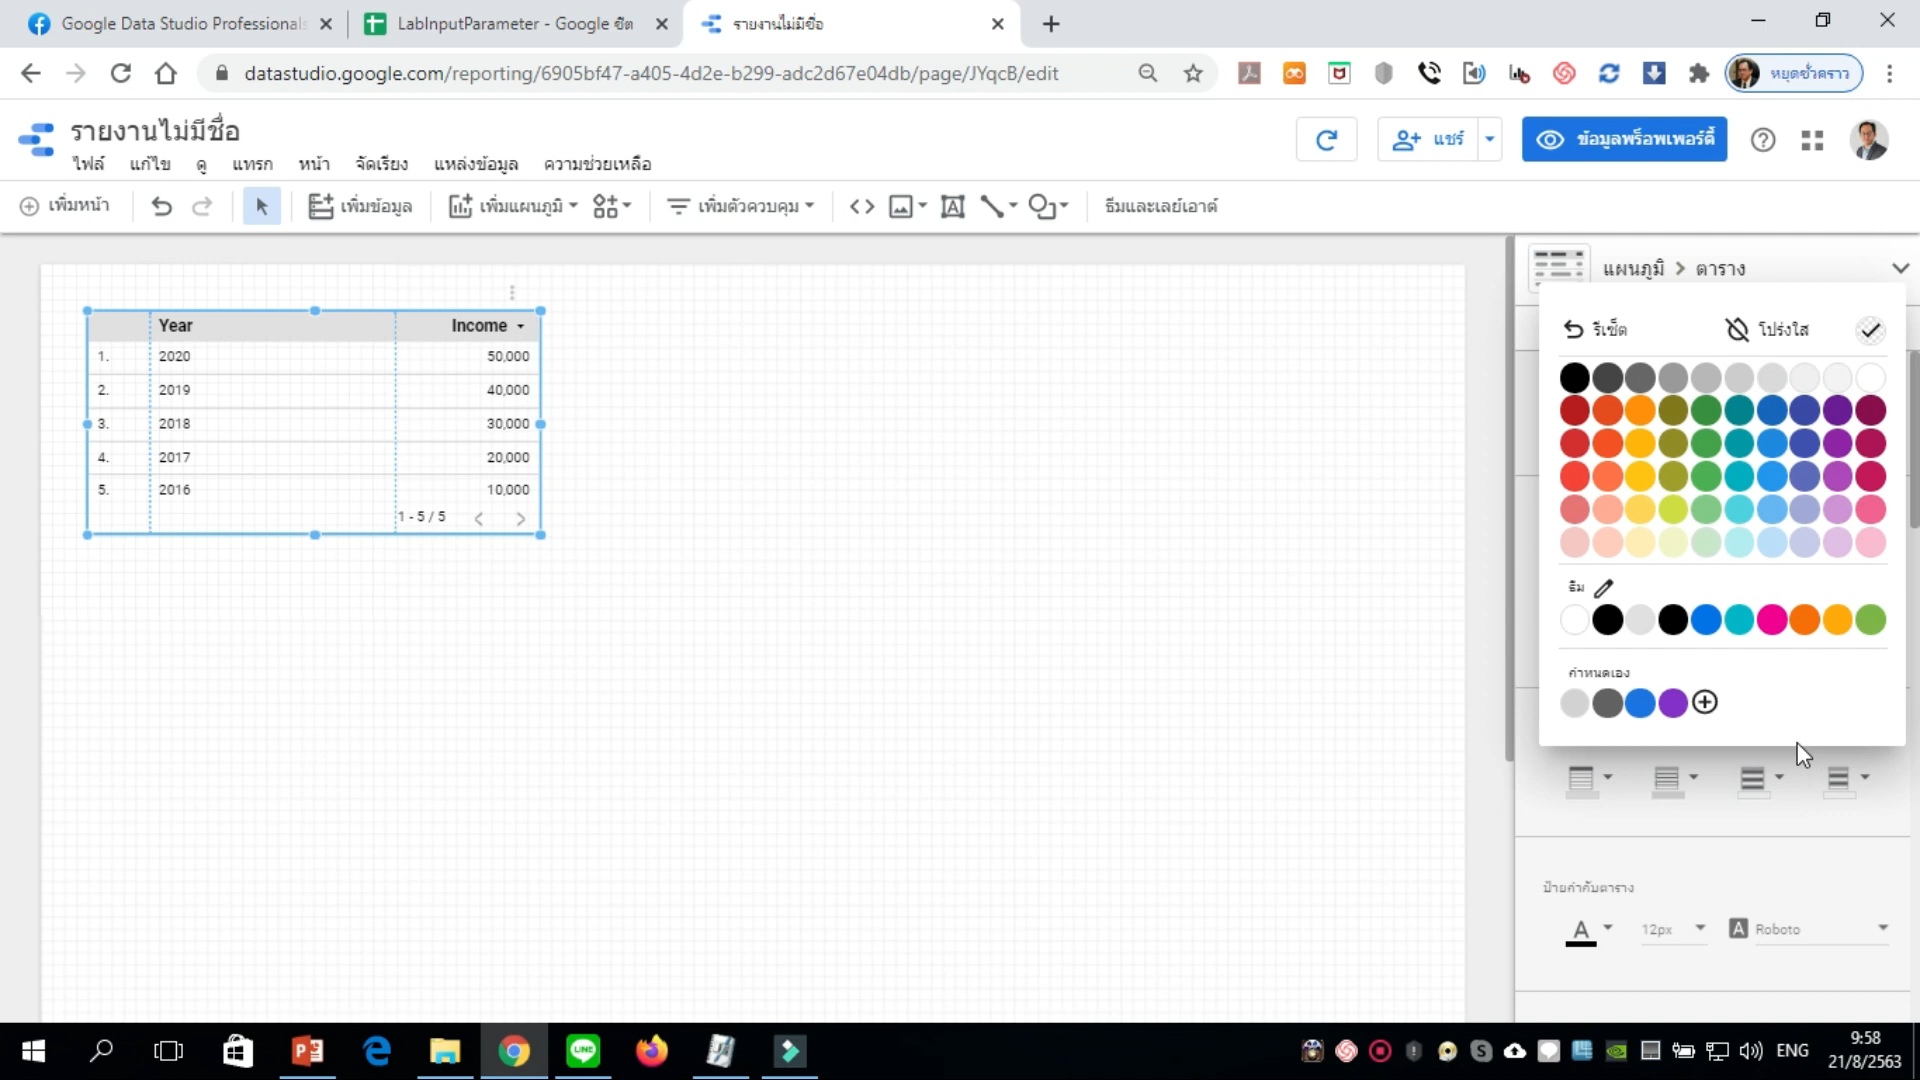 Google Data Studio Professionals
LabInputParameter - Google ชีต
รายงานไม่มีชื่อ
datastudio.google.com/reporting/6905bf47-a405-4d2e-b299-adc2d67e04db/page/JYqcB/edit
หยุดชั่วคราว
รายงานไม่มีชื่อ
ไฟล์ แก้ไข ดู แทรก หน้า จัดเรียง แหล่งข้อมูล ความช่วยเหลือ
แชร์
ข้อมูลพร็อพเพอร์ตี้
เพิ่มหน้า เพิ่มข้อมูล เพิ่มแผนภูมิ เพิ่มตัวควบคุม ธีมและเลย์เอาต์
แผนภูมิ > ตาราง
Year Income
1. 2020 50,000
2. 2019 40,000
3. 2018 30,000
4. 2017 20,000
5. 2016 10,000
1 - 5 / 5
รีเซ็ต โปร่งใส
ธีม
กำหนดเอง
ป้ายกำกับตาราง
A 12px A Roboto
LINE
ENG
9:58
21/8/2563